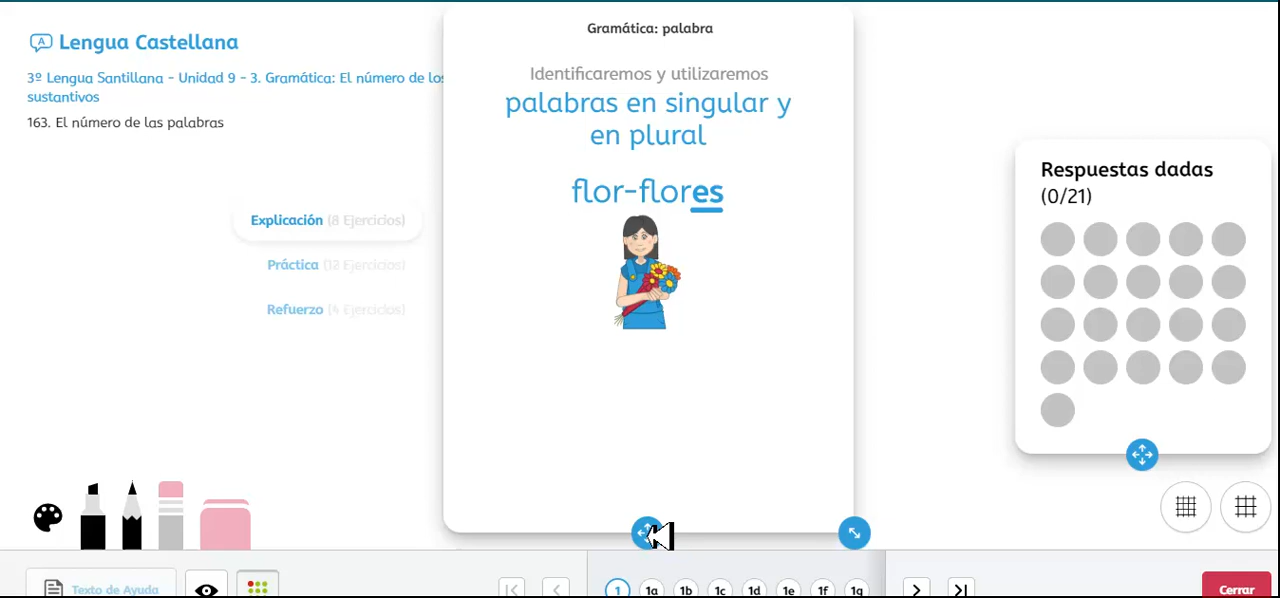 Lengua Castellana
3º Lengua Santillana - Unidad 9 - 3. Gramática: El número de los
sustantivos
163. El número de las palabras
Explicación (8 Ejercicios)
Práctica (12 Ejercicios)
Refuerzo (4 Ejercicios)
Gramática: palabra
Identificaremos y utilizaremos
palabras en singular y
en plural
flor-flores
Respuestas dadas
(0/21)
Texto de Ayuda
1 1a 1b 1c 1d 1e 1f 1g
Cerrar